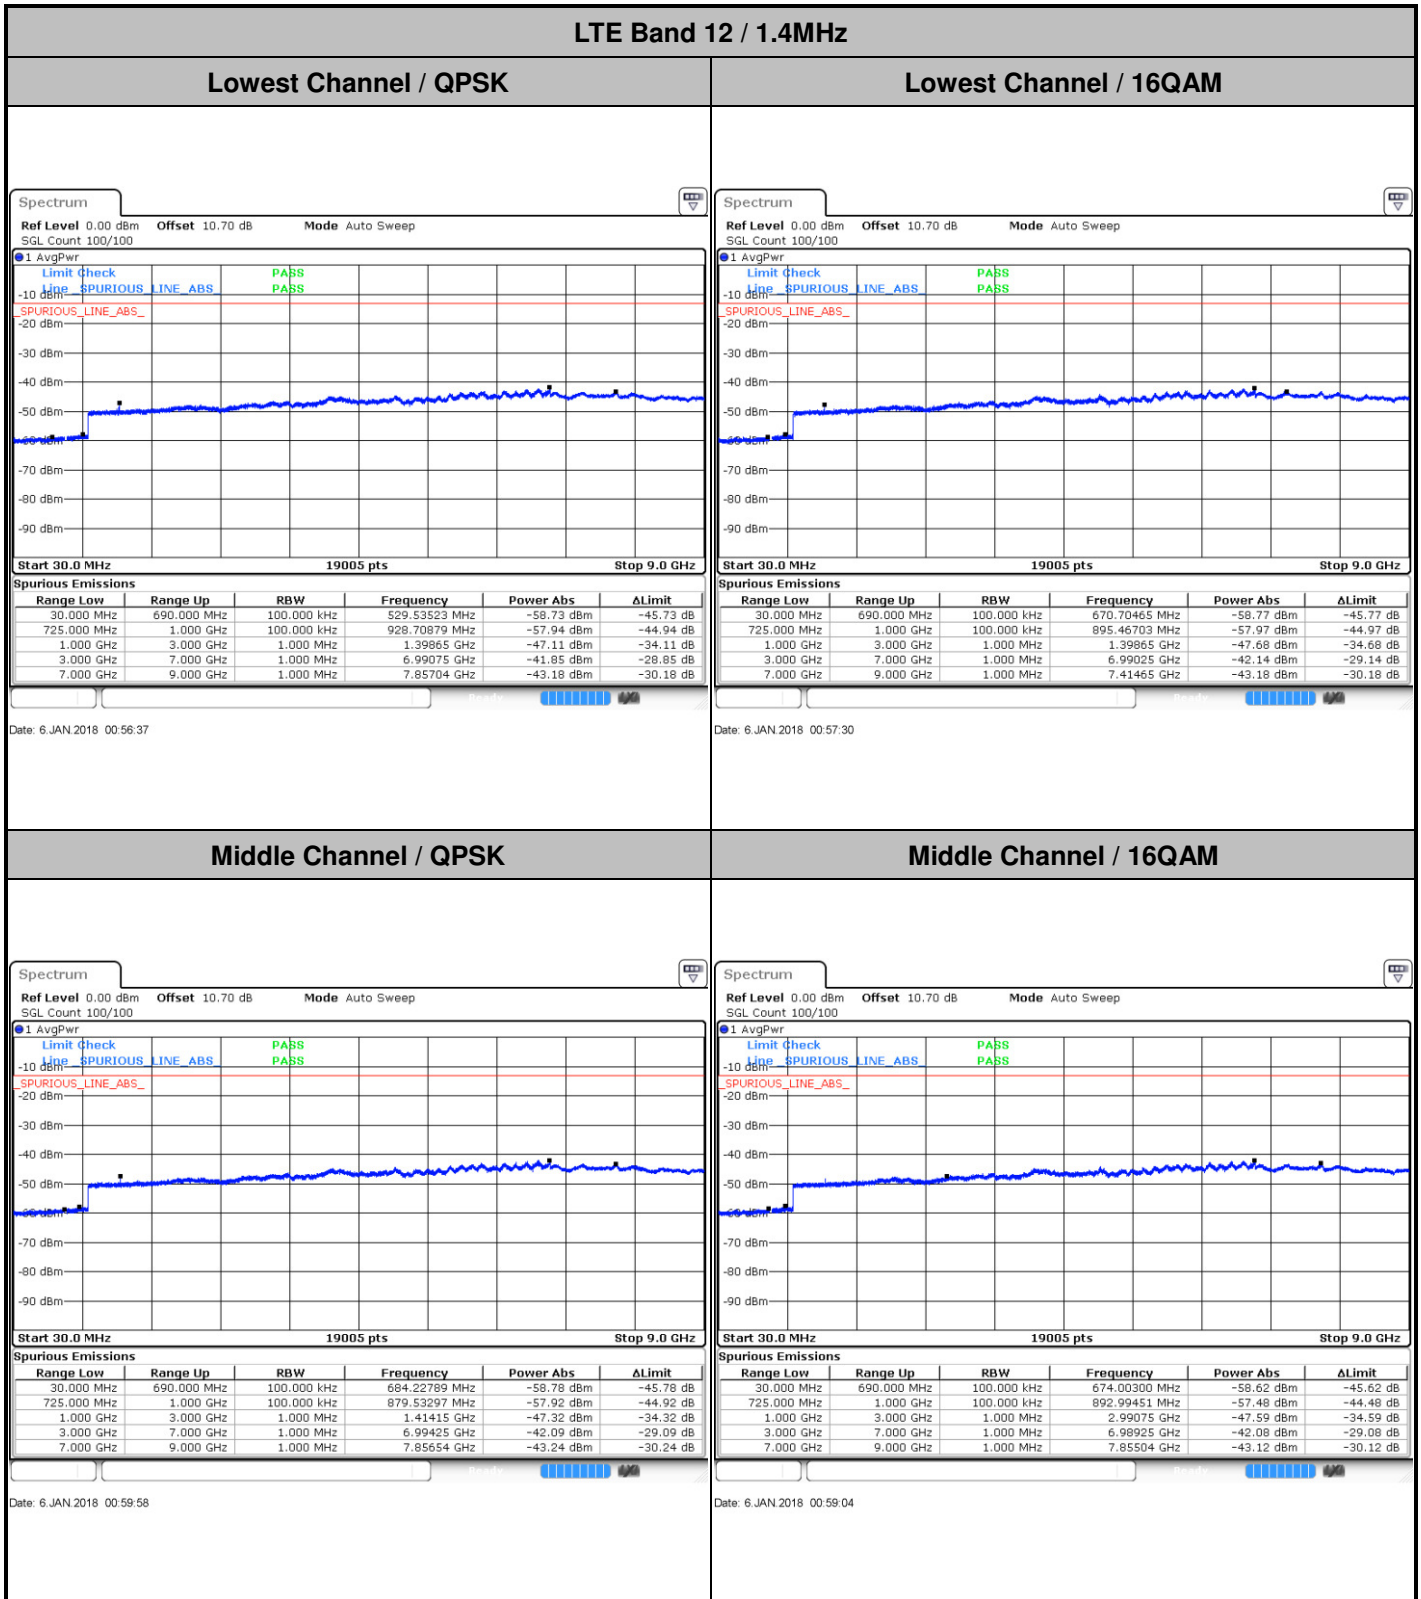 LTE Band 12 / 1.4MHz
Lowest Channel / QPSK
Lowest Channel / 16QAM
Spectrum
Ref Level 0.00 dBm Offset 10.70 dB Mode Auto Sweep
SGL Count 100/100
1 AvgPwr
Limit Check PASS
Line _SPURIOUS_LINE_ABS_ PASS
-10 dBm
_SPURIOUS_LINE_ABS_
-20 dBm
-30 dBm
-40 dBm
-50 dBm
-60 dBm
-70 dBm
-80 dBm
-90 dBm
Start 30.0 MHz 19005 pts Stop 9.0 GHz
Spurious Emissions
Range Low Range Up RBW Frequency Power Abs ΔLimit
30.000 MHz 690.000 MHz 100.000 kHz 529.53523 MHz -58.73 dBm -45.73 dB
725.000 MHz 1.000 GHz 100.000 kHz 928.70879 MHz -57.94 dBm -44.94 dB
1.000 GHz 3.000 GHz 1.000 MHz 1.39865 GHz -47.11 dBm -34.11 dB
3.000 GHz 7.000 GHz 1.000 MHz 6.99075 GHz -41.85 dBm -28.85 dB
7.000 GHz 9.000 GHz 1.000 MHz 7.85704 GHz -43.18 dBm -30.18 dB
Date: 6.JAN.2018 00:56:37
Spectrum
Ref Level 0.00 dBm Offset 10.70 dB Mode Auto Sweep
SGL Count 100/100
1 AvgPwr
Limit Check PASS
Line _SPURIOUS_LINE_ABS_ PASS
-10 dBm
_SPURIOUS_LINE_ABS_
-20 dBm
-30 dBm
-40 dBm
-50 dBm
-60 dBm
-70 dBm
-80 dBm
-90 dBm
Start 30.0 MHz 19005 pts Stop 9.0 GHz
Spurious Emissions
Range Low Range Up RBW Frequency Power Abs ΔLimit
30.000 MHz 690.000 MHz 100.000 kHz 670.70465 MHz -58.77 dBm -45.77 dB
725.000 MHz 1.000 GHz 100.000 kHz 895.46703 MHz -57.97 dBm -44.97 dB
1.000 GHz 3.000 GHz 1.000 MHz 1.39865 GHz -47.68 dBm -34.68 dB
3.000 GHz 7.000 GHz 1.000 MHz 6.99025 GHz -42.14 dBm -29.14 dB
7.000 GHz 9.000 GHz 1.000 MHz 7.41465 GHz -43.18 dBm -30.18 dB
Date: 6.JAN.2018 00:57:30
Middle Channel / QPSK
Middle Channel / 16QAM
Spectrum
Ref Level 0.00 dBm Offset 10.70 dB Mode Auto Sweep
SGL Count 100/100
1 AvgPwr
Limit Check PASS
Line _SPURIOUS_LINE_ABS_ PASS
-10 dBm
_SPURIOUS_LINE_ABS_
-20 dBm
-30 dBm
-40 dBm
-50 dBm
-60 dBm
-70 dBm
-80 dBm
-90 dBm
Start 30.0 MHz 19005 pts Stop 9.0 GHz
Spurious Emissions
Range Low Range Up RBW Frequency Power Abs ΔLimit
30.000 MHz 690.000 MHz 100.000 kHz 684.22789 MHz -58.78 dBm -45.78 dB
725.000 MHz 1.000 GHz 100.000 kHz 879.53297 MHz -57.92 dBm -44.92 dB
1.000 GHz 3.000 GHz 1.000 MHz 1.41415 GHz -47.32 dBm -34.32 dB
3.000 GHz 7.000 GHz 1.000 MHz 6.99425 GHz -42.09 dBm -29.09 dB
7.000 GHz 9.000 GHz 1.000 MHz 7.85654 GHz -43.24 dBm -30.24 dB
Date: 6.JAN.2018 00:59:58
Spectrum
Ref Level 0.00 dBm Offset 10.70 dB Mode Auto Sweep
SGL Count 100/100
1 AvgPwr
Limit Check PASS
Line _SPURIOUS_LINE_ABS_ PASS
-10 dBm
_SPURIOUS_LINE_ABS_
-20 dBm
-30 dBm
-40 dBm
-50 dBm
-60 dBm
-70 dBm
-80 dBm
-90 dBm
Start 30.0 MHz 19005 pts Stop 9.0 GHz
Spurious Emissions
Range Low Range Up RBW Frequency Power Abs ΔLimit
30.000 MHz 690.000 MHz 100.000 kHz 674.00300 MHz -58.62 dBm -45.62 dB
725.000 MHz 1.000 GHz 100.000 kHz 892.99451 MHz -57.48 dBm -44.48 dB
1.000 GHz 3.000 GHz 1.000 MHz 2.99075 GHz -47.59 dBm -34.59 dB
3.000 GHz 7.000 GHz 1.000 MHz 6.98925 GHz -42.08 dBm -29.08 dB
7.000 GHz 9.000 GHz 1.000 MHz 7.85504 GHz -43.12 dBm -30.12 dB
Date: 6.JAN.2018 00:59:04